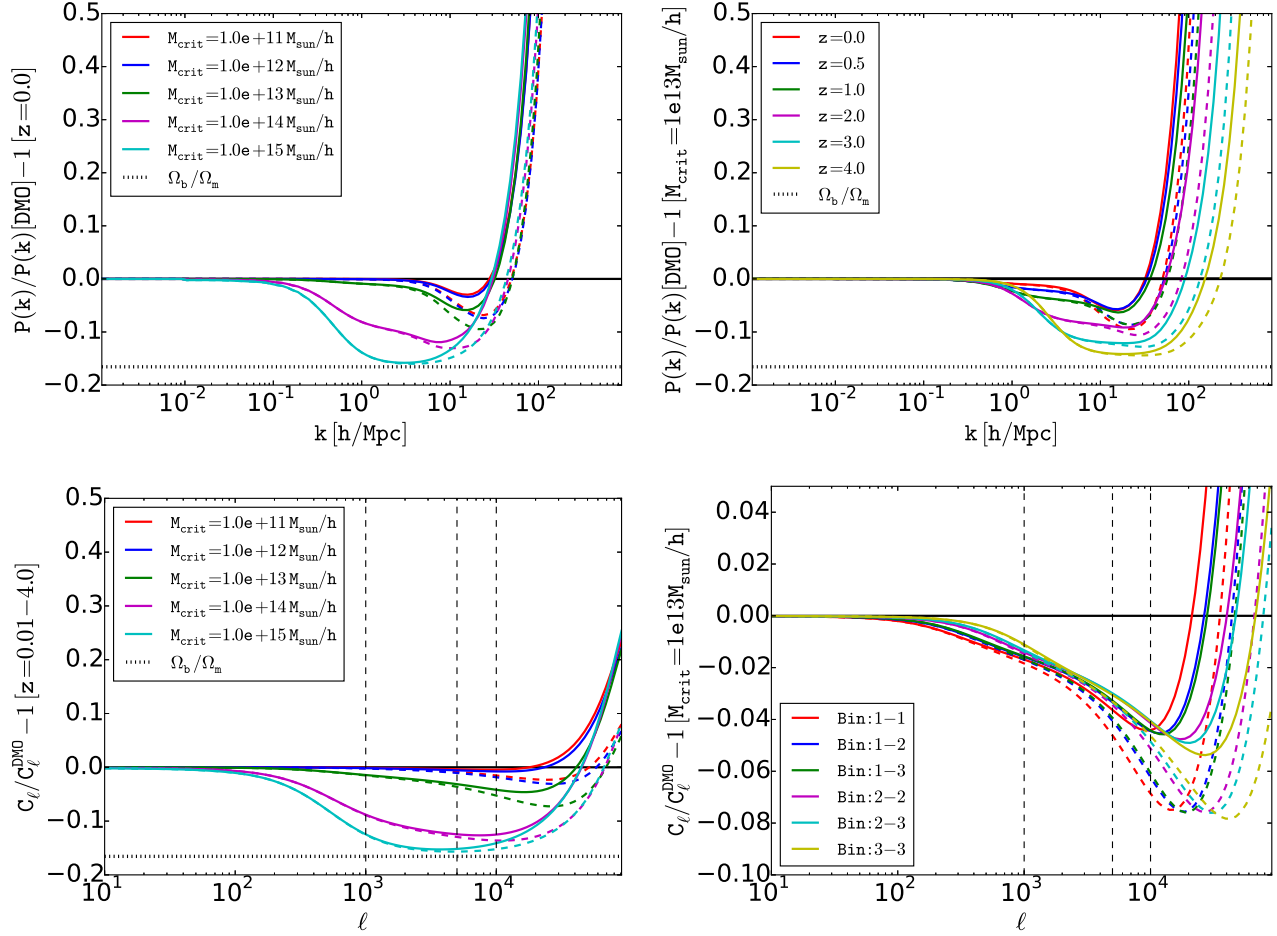 P(k)/P(k)[DMO]−1 [z=0.0]
0.5
0.4
0.3
0.2
0.1
0.0
−0.1
−0.2
M_crit=1.0e+11 M_sun/h
M_crit=1.0e+12 M_sun/h
M_crit=1.0e+13 M_sun/h
M_crit=1.0e+14 M_sun/h
M_crit=1.0e+15 M_sun/h
Ω_b/Ω_m
10^-2 10^-1 10^0 10^1 10^2
k [h/Mpc]
P(k)/P(k)[DMO]−1 [M_crit=1e13M_sun/h]
0.5
0.4
0.3
0.2
0.1
0.0
−0.1
−0.2
z=0.0
z=0.5
z=1.0
z=2.0
z=3.0
z=4.0
Ω_b/Ω_m
10^-2 10^-1 10^0 10^1 10^2
k [h/Mpc]
C_ℓ/C_ℓ^DMO−1 [z=0.01−4.0]
0.5
0.4
0.3
0.2
0.1
0.0
−0.1
−0.2
M_crit=1.0e+11 M_sun/h
M_crit=1.0e+12 M_sun/h
M_crit=1.0e+13 M_sun/h
M_crit=1.0e+14 M_sun/h
M_crit=1.0e+15 M_sun/h
Ω_b/Ω_m
10^1 10^2 10^3 10^4
ℓ
C_ℓ/C_ℓ^DMO−1 [M_crit=1e13M_sun/h]
0.04
0.02
0.00
−0.02
−0.04
−0.06
−0.08
−0.10
Bin:1−1
Bin:1−2
Bin:1−3
Bin:2−2
Bin:2−3
Bin:3−3
10^1 10^2 10^3 10^4
ℓ